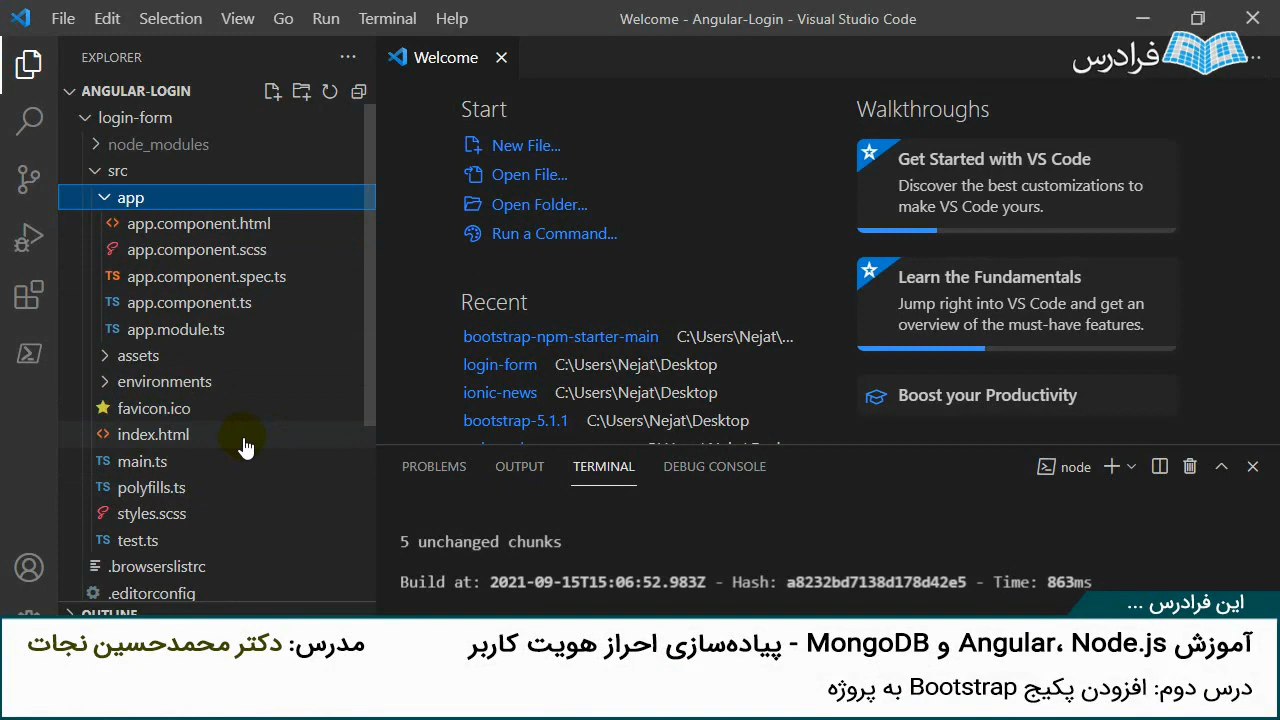 File Edit Selection View Go Run Terminal Help
Welcome - Angular-Login - Visual Studio Code
EXPLORER
ANGULAR-LOGIN
login-form
node_modules
src
app
app.component.html
app.component.scss
TS app.component.spec.ts
TS app.component.ts
TS app.module.ts
assets
environments
favicon.ico
index.html
TS main.ts
TS polyfills.ts
styles.scss
TS test.ts
.browserslistrc
.editorconfig
OUTLINE
Welcome
فرادرس
Start
New File...
Open File...
Open Folder...
Run a Command...
Recent
bootstrap-npm-starter-main C:\Users\Nejat\...
login-form C:\Users\Nejat\Desktop
ionic-news C:\Users\Nejat\Desktop
bootstrap-5.1.1 C:\Users\Nejat\Desktop
Walkthroughs
Get Started with VS Code
Discover the best customizations to
make VS Code yours.
Learn the Fundamentals
Jump right into VS Code and get an
overview of the must-have features.
Boost your Productivity
PROBLEMS OUTPUT TERMINAL DEBUG CONSOLE
node
5 unchanged chunks
Build at: 2021-09-15T15:06:52.983Z - Hash: a8232bd7138d178d42e5 - Time: 863ms
این فرادرس ...
آموزش Angular، Node.js و MongoDB - پیاده‌سازی احراز هویت کاربر
مدرس: دکتر محمدحسین نجات
درس دوم: افزودن پکیج Bootstrap به پروژه